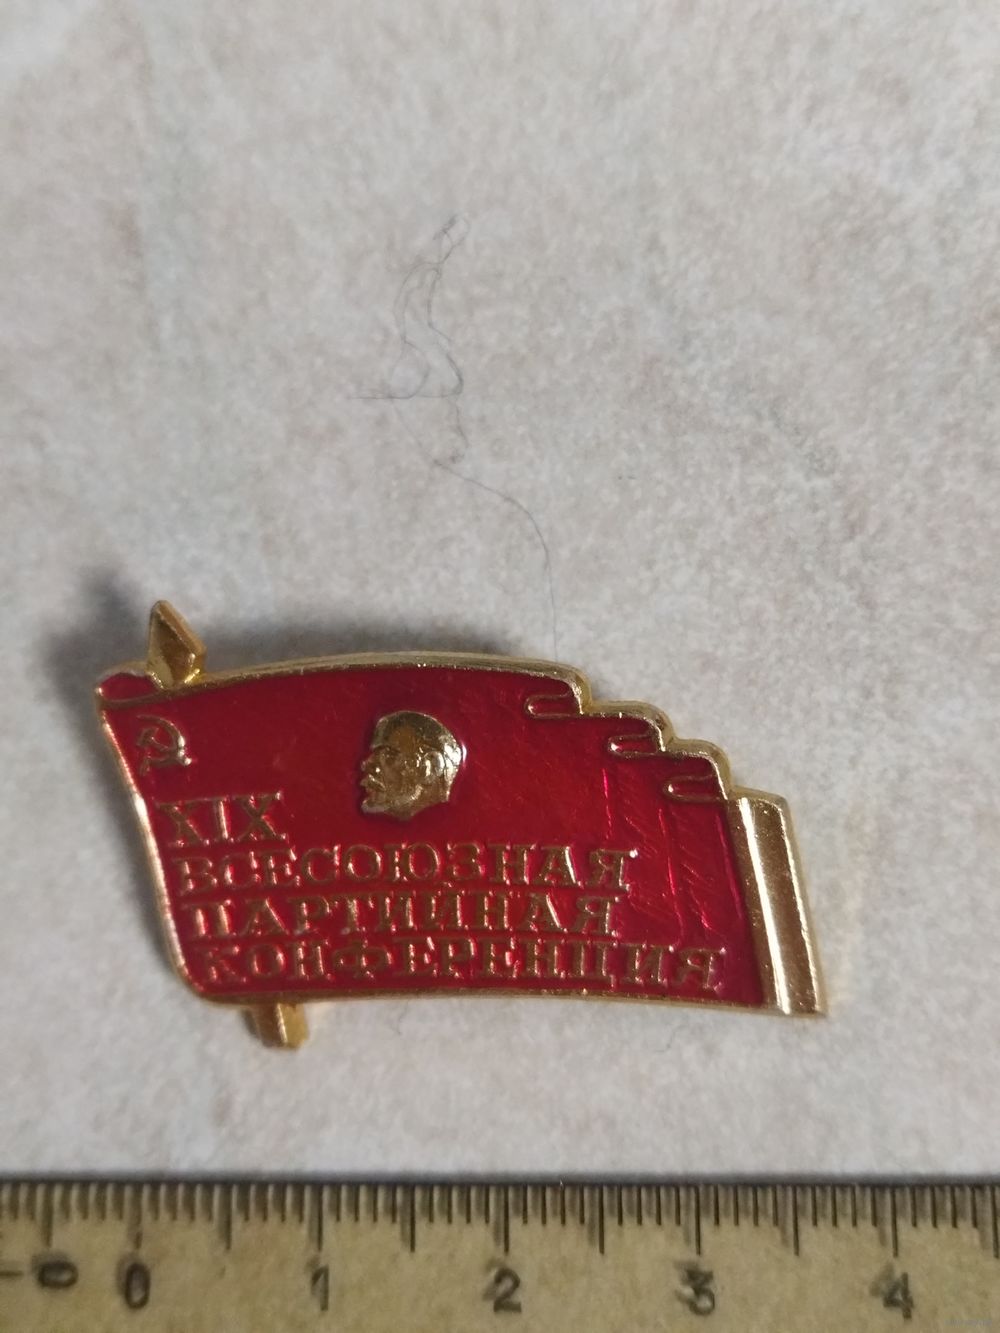 XIX
ВСЕСОЮЗНАЯ
ПАРТИЙНАЯ
КОНФЕРЕНЦИЯ
0 1 2 3 4